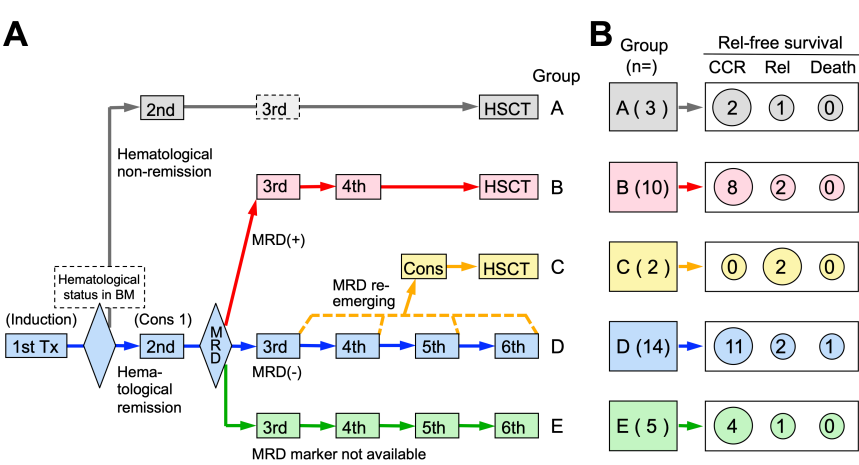 A
Group
2nd
3rd
HSCT
A
Hematological
non-remission
3rd
4th
HSCT
B
MRD(+)
Cons
HSCT
C
MRD re-
emerging
Hematological
status in BM
(Induction)
(Cons 1)
1st Tx
2nd
MRD
3rd
4th
5th
6th
D
MRD(-)
Hema-
tological
remission
3rd
4th
5th
6th
E
MRD marker not available
B
Group
(n=)
Rel-free survival
CCR Rel Death
A ( 3 ) 2 1 0
B (10) 8 2 0
C ( 2 ) 0 2 0
D (14) 11 2 1
E ( 5 ) 4 1 0